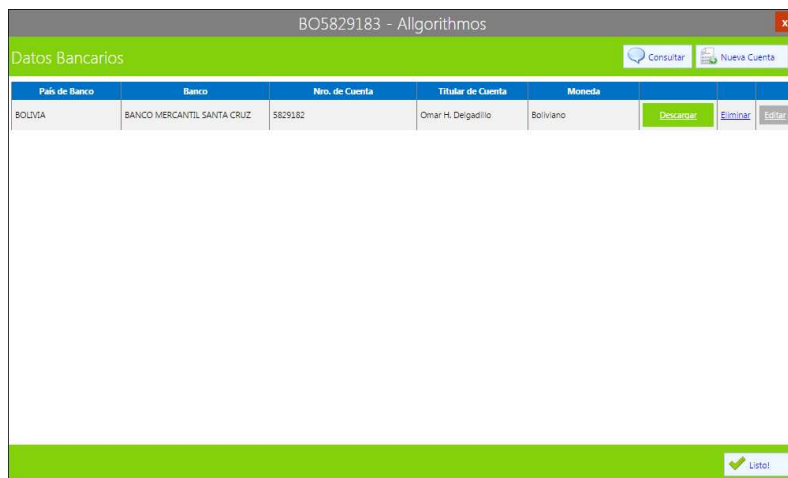 BO5829183 - Allgorithmos
x
Datos Bancarios
Consultar
Nueva Cuenta
País de Banco Banco Nro. de Cuenta Titular de Cuenta Moneda
BOLIVIA BANCO MERCANTIL SANTA CRUZ 5829182 Omar H. Delgadillo Boliviano Descargar Eliminar Editar
Listo!